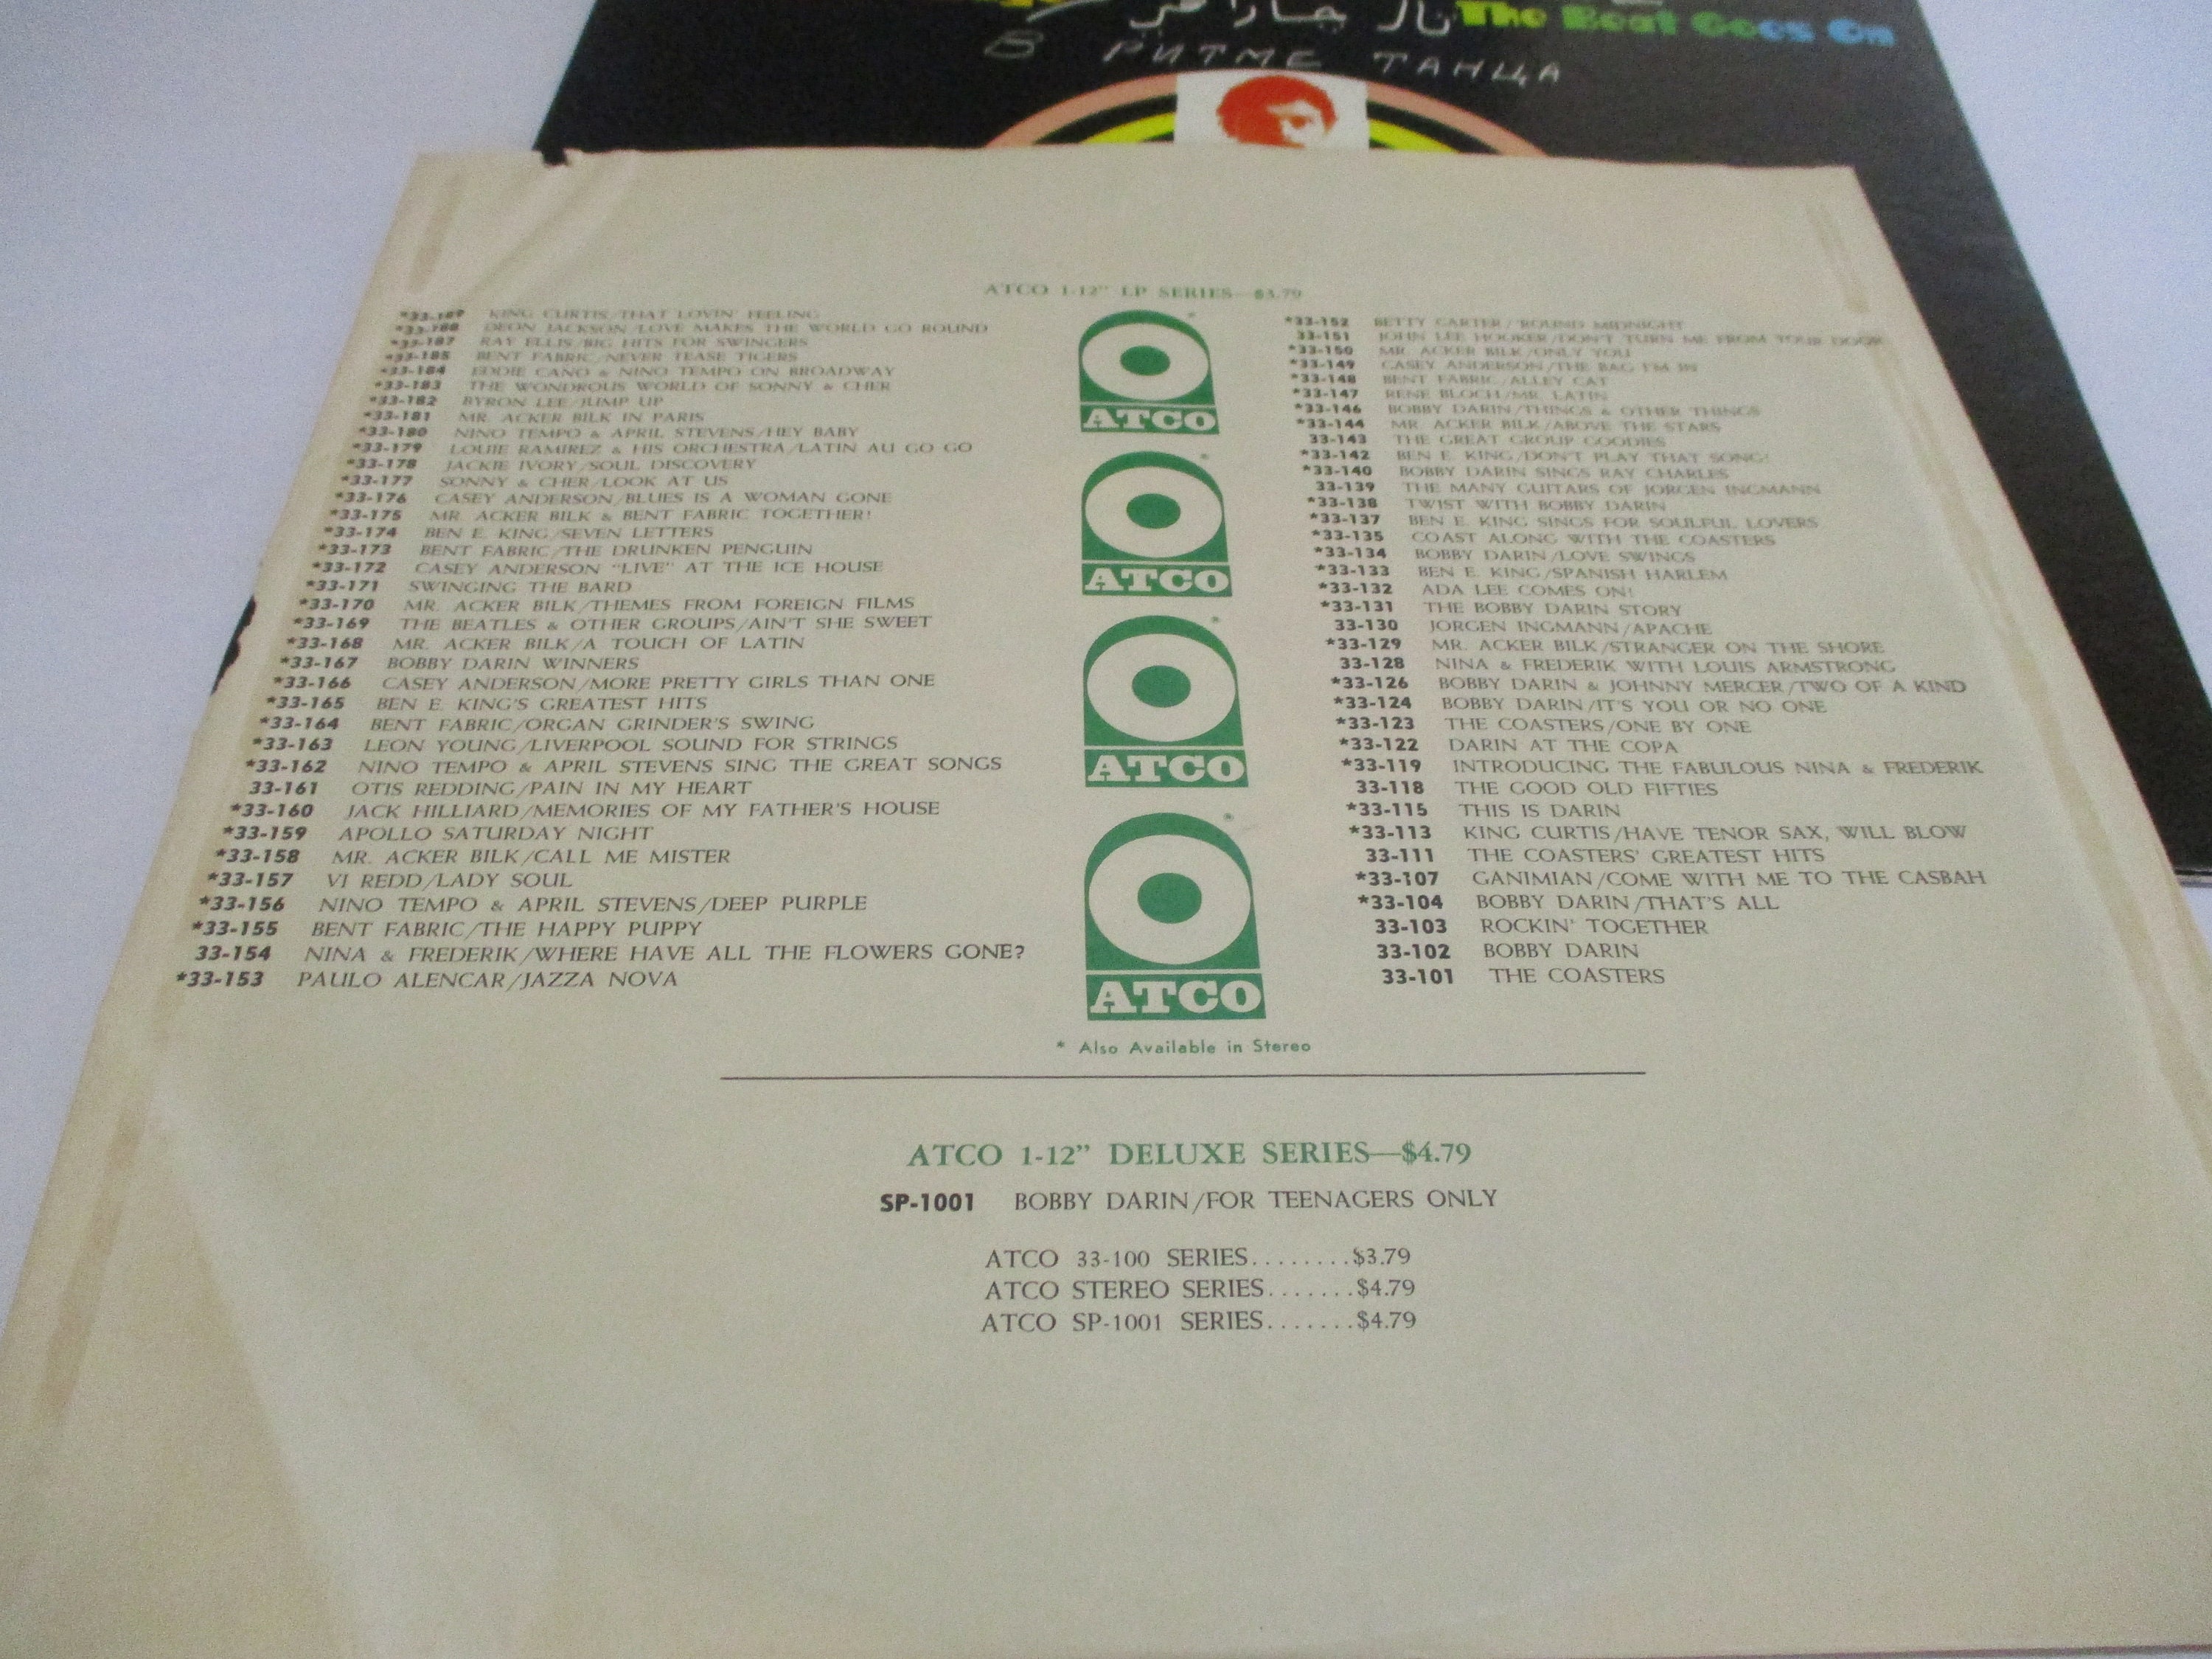 The Beat Goes On
В РИТМЕ ТАНЦА
ATCO 1-12” LP SERIES—$3.79
*33-189 KING CURTIS/THAT LOVIN' FEELING
*33-188 DEON JACKSON/LOVE MAKES THE WORLD GO ROUND
*33-187 RAY ELLIS/BIG HITS FOR SWINGERS
*33-185 BENT FABRIC/NEVER TEASE TIGERS
*33-184 EDDIE CANO & NINO TEMPO ON BROADWAY
*33-183 THE WONDROUS WORLD OF SONNY & CHER
*33-182 BYRON LEE/JUMP UP
*33-181 MR. ACKER BILK IN PARIS
*33-180 NINO TEMPO & APRIL STEVENS/HEY BABY
*33-179 LOUIE RAMIREZ & HIS ORCHESTRA/LATIN AU GO GO
*33-178 JACKIE IVORY/SOUL DISCOVERY
*33-177 SONNY & CHER/LOOK AT US
*33-176 CASEY ANDERSON/BLUES IS A WOMAN GONE
*33-175 MR. ACKER BILK & BENT FABRIC TOGETHER!
*33-174 BEN E. KING/SEVEN LETTERS
*33-173 BENT FABRIC/THE DRUNKEN PENGUIN
*33-172 CASEY ANDERSON “LIVE” AT THE ICE HOUSE
*33-171 SWINGING THE BARD
*33-170 MR. ACKER BILK/THEMES FROM FOREIGN FILMS
*33-169 THE BEATLES & OTHER GROUPS/AIN'T SHE SWEET
*33-168 MR. ACKER BILK/A TOUCH OF LATIN
*33-167 BOBBY DARIN WINNERS
*33-166 CASEY ANDERSON/MORE PRETTY GIRLS THAN ONE
*33-165 BEN E. KING'S GREATEST HITS
*33-164 BENT FABRIC/ORGAN GRINDER'S SWING
*33-163 LEON YOUNG/LIVERPOOL SOUND FOR STRINGS
*33-162 NINO TEMPO & APRIL STEVENS SING THE GREAT SONGS
33-161 OTIS REDDING/PAIN IN MY HEART
*33-160 JACK HILLIARD/MEMORIES OF MY FATHER'S HOUSE
*33-159 APOLLO SATURDAY NIGHT
*33-158 MR. ACKER BILK/CALL ME MISTER
*33-157 VI REDD/LADY SOUL
*33-156 NINO TEMPO & APRIL STEVENS/DEEP PURPLE
*33-155 BENT FABRIC/THE HAPPY PUPPY
33-154 NINA & FREDERIK/WHERE HAVE ALL THE FLOWERS GONE?
*33-153 PAULO ALENCAR/JAZZA NOVA
ATCO
ATCO
ATCO
ATCO
*33-152 BETTY CARTER/'ROUND MIDNIGHT
33-151 JOHN LEE HOOKER/DON'T TURN ME FROM YOUR DOOR
*33-150 MR. ACKER BILK/ONLY YOU
*33-149 CASEY ANDERSON/THE BAG I'M IN
*33-148 BENT FABRIC/ALLEY CAT
*33-147 RENE BLOCH/MR. LATIN
*33-146 BOBBY DARIN/THINGS & OTHER THINGS
*33-144 MR. ACKER BILK/ABOVE THE STARS
33-143 THE GREAT GROUP GOODIES
*33-142 BEN E. KING/DON'T PLAY THAT SONG!
*33-140 BOBBY DARIN SINGS RAY CHARLES
33-139 THE MANY GUITARS OF JORGEN INGMANN
*33-138 TWIST WITH BOBBY DARIN
*33-137 BEN E. KING SINGS FOR SOULFUL LOVERS
*33-135 COAST ALONG WITH THE COASTERS
*33-134 BOBBY DARIN/LOVE SWINGS
*33-133 BEN E. KING/SPANISH HARLEM
*33-132 ADA LEE COMES ON!
*33-131 THE BOBBY DARIN STORY
33-130 JORGEN INGMANN/APACHE
*33-129 MR. ACKER BILK/STRANGER ON THE SHORE
33-128 NINA & FREDERIK WITH LOUIS ARMSTRONG
*33-126 BOBBY DARIN & JOHNNY MERCER/TWO OF A KIND
*33-124 BOBBY DARIN/IT'S YOU OR NO ONE
*33-123 THE COASTERS/ONE BY ONE
*33-122 DARIN AT THE COPA
*33-119 INTRODUCING THE FABULOUS NINA & FREDERIK
33-118 THE GOOD OLD FIFTIES
*33-115 THIS IS DARIN
*33-113 KING CURTIS/HAVE TENOR SAX, WILL BLOW
33-111 THE COASTERS' GREATEST HITS
*33-107 GANIMIAN/COME WITH ME TO THE CASBAH
*33-104 BOBBY DARIN/THAT'S ALL
33-103 ROCKIN' TOGETHER
33-102 BOBBY DARIN
33-101 THE COASTERS
* Also Available in Stereo
ATCO 1-12” DELUXE SERIES—$4.79
SP-1001 BOBBY DARIN/FOR TEENAGERS ONLY
ATCO 33-100 SERIES........$3.79
ATCO STEREO SERIES.......$4.79
ATCO SP-1001 SERIES.......$4.79